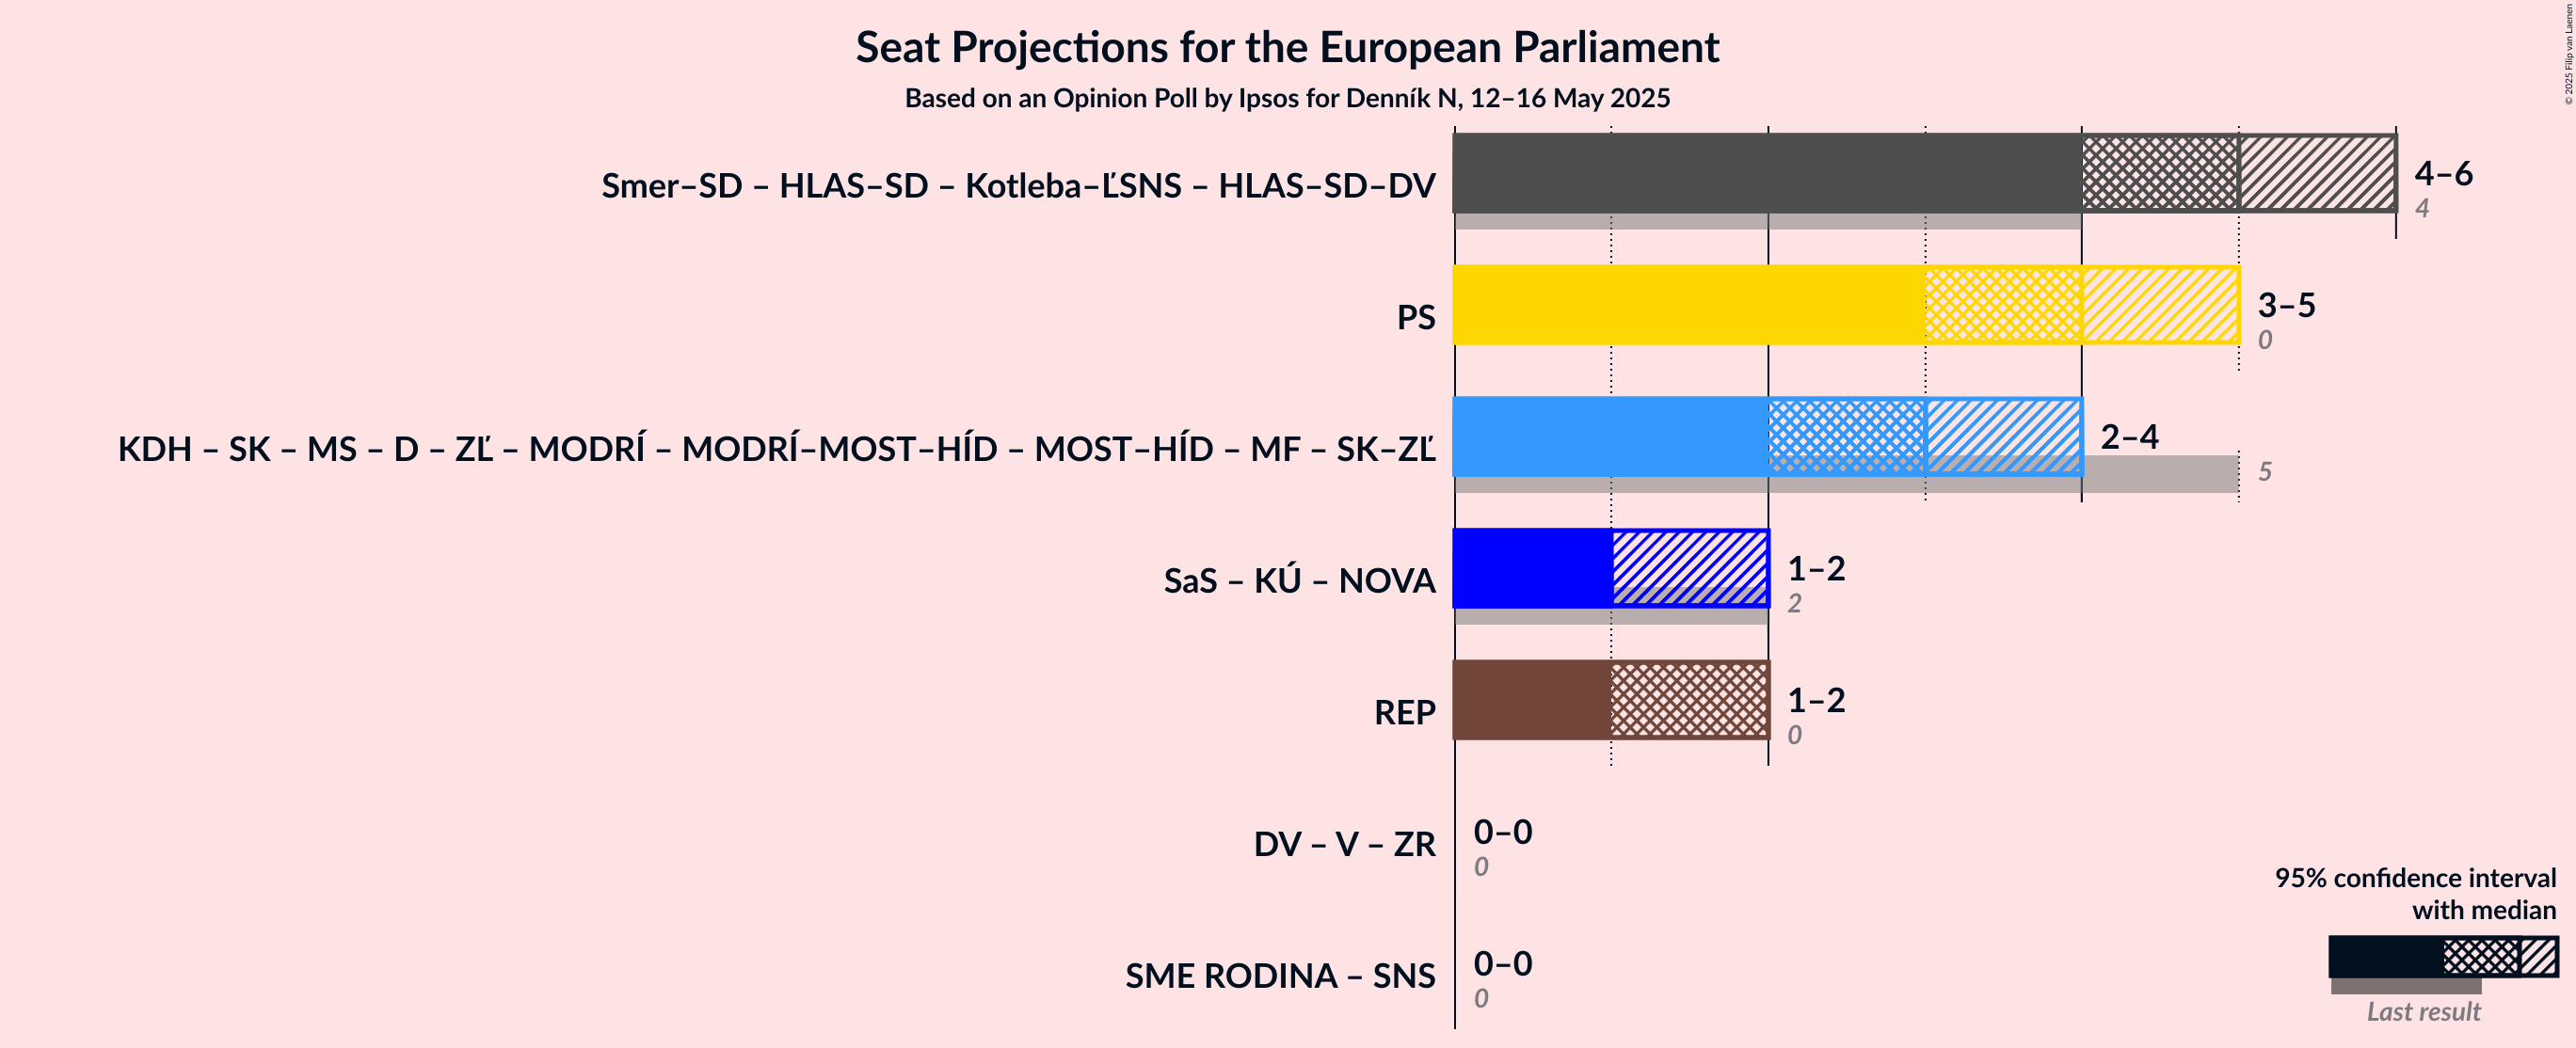 Seat Projections for the European Parliament
Based on an Opinion Poll by Ipsos for Denník N, 12–16 May 2025
© 2025 Filip van Laenen
Smer–SD – HLAS–SD – Kotleba–ĽSNS – HLAS–SD–DV
4–6
4
PS
3–5
0
KDH – SK – MS – D – ZĽ – MODRÍ – MODRÍ–MOST–HÍD – MOST–HÍD – MF – SK–ZĽ
2–4
5
SaS – KÚ – NOVA
1–2
2
REP
1–2
0
DV – V – ZR
0–0
0
SME RODINA – SNS
0–0
0
95% confidence interval
with median
Last result